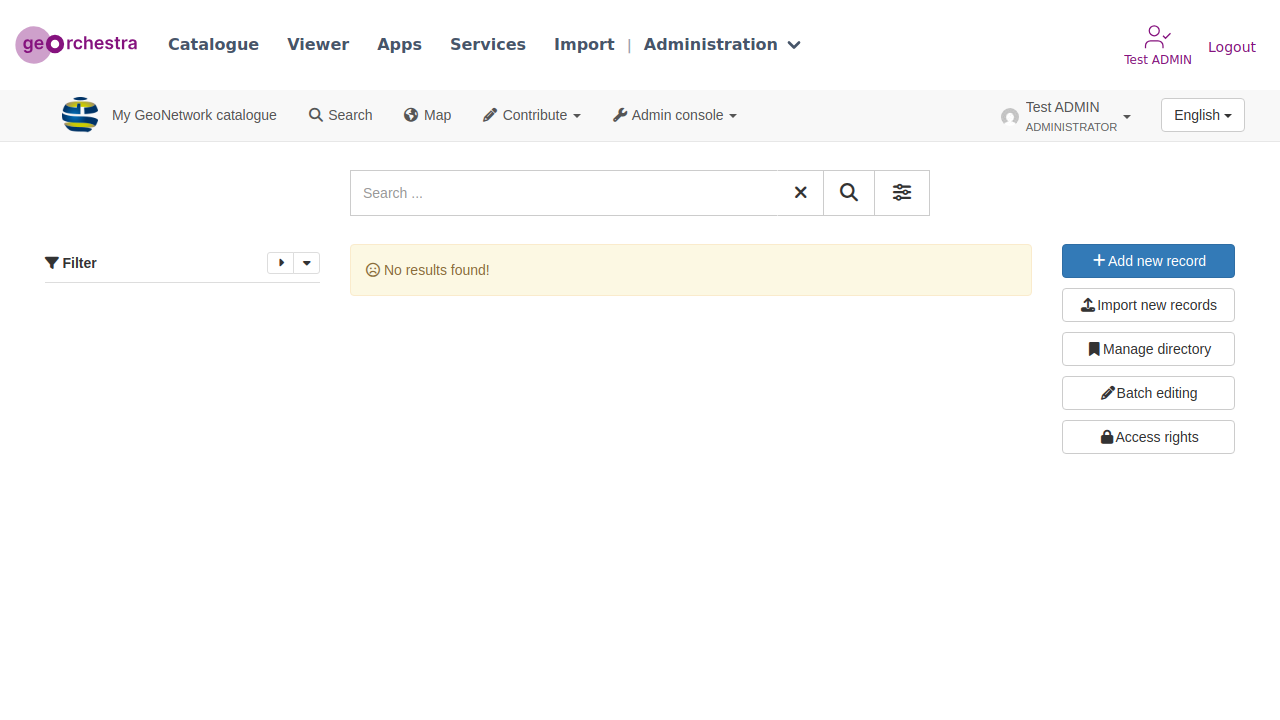 georchestra
Catalogue Viewer Apps Services Import | Administration
Test ADMIN
Logout
My GeoNetwork catalogue Search Map Contribute Admin console
Test ADMIN
ADMINISTRATOR
English
Search ...
Filter
No results found!
Add new record
Import new records
Manage directory
Batch editing
Access rights